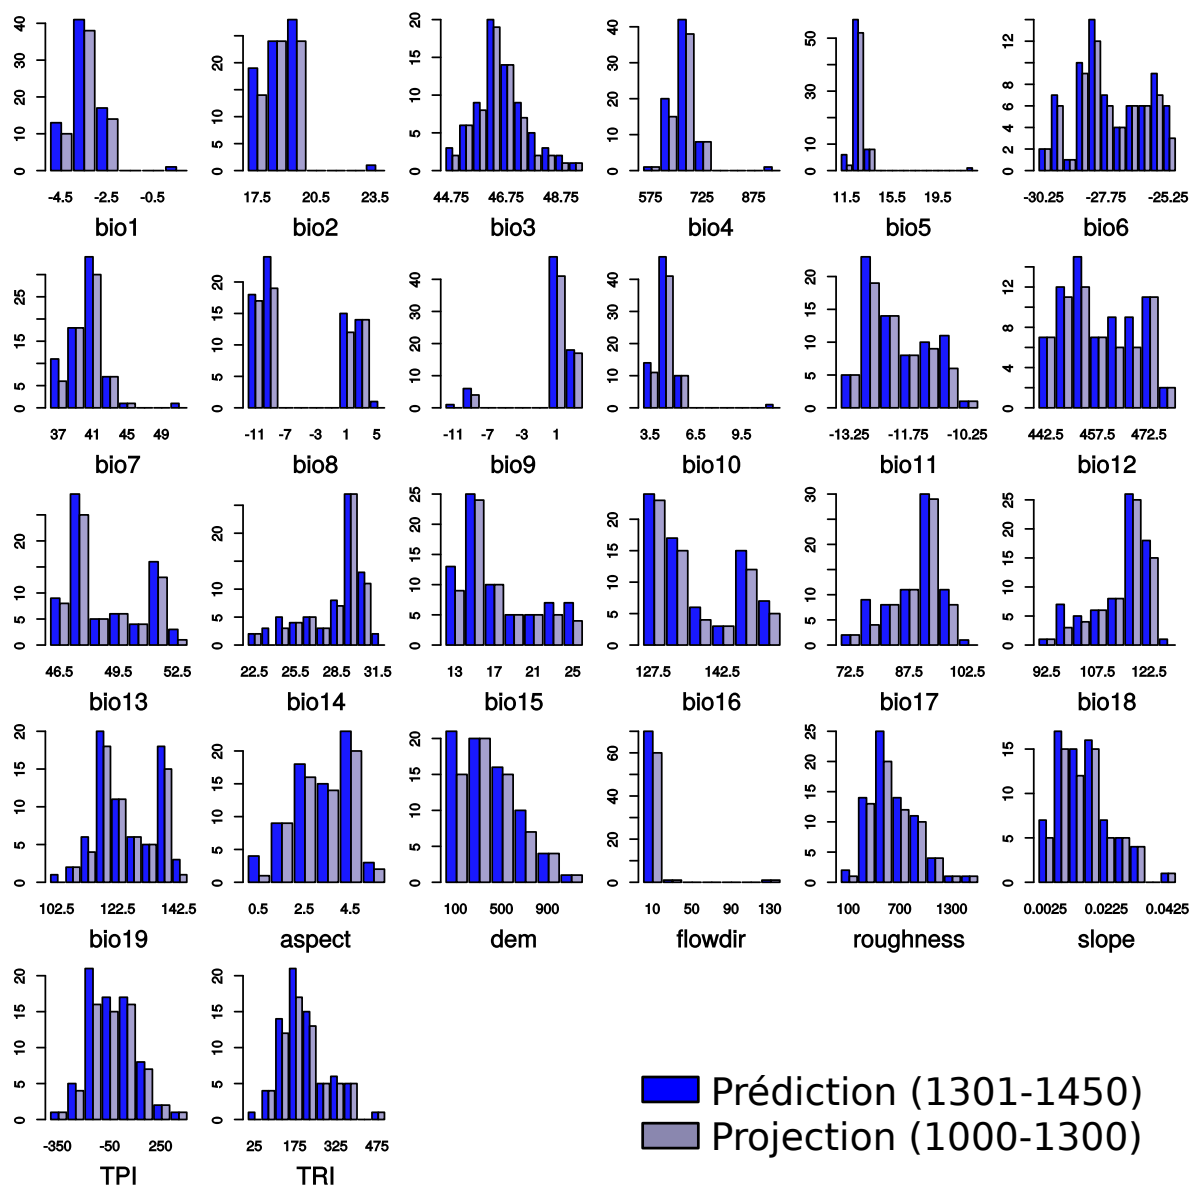 0 10 20 30 40
-4.5 -2.5 -0.5
bio1
0 5 10 20
17.5 20.5 23.5
bio2
0 5 10 15 20
44.75 46.75 48.75
bio3
0 10 20 30 40
575 725 875
bio4
0 10 30 50
11.5 15.5 19.5
bio5
0 2 4 6 8 12
-30.25 -27.75 -25.25
bio6
0 5 15 25
37 41 45 49
bio7
0 5 10 20
-11 -7 -3 1 5
bio8
0 10 20 30 40
-11 -7 -3 1
bio9
0 10 20 30 40
3.5 6.5 9.5
bio10
0 5 10 15 20
-13.25 -11.75 -10.25
bio11
0 4 8 12
442.5 457.5 472.5
bio12
0 5 10 20
46.5 49.5 52.5
bio13
0 5 10 20
22.5 25.5 28.5 31.5
bio14
0 5 10 15 20 25
13 17 21 25
bio15
0 5 10 15 20
127.5 142.5
bio16
0 5 10 20 30
72.5 87.5 102.5
bio17
0 5 10 20
92.5 107.5 122.5
bio18
0 5 10 15 20
102.5 122.5 142.5
bio19
0 5 10 20
0.5 2.5 4.5
aspect
0 5 10 15 20
100 500 900
dem
0 20 40 60
10 50 90 130
flowdir
0 5 10 15 20 25
100 700 1300
roughness
0 5 10 15
0.0025 0.0225 0.0425
slope
0 5 10 15 20
-350 -50 250
TPI
0 5 10 15 20
25 175 325 475
TRI
Prédiction (1301-1450)
Projection (1000-1300)